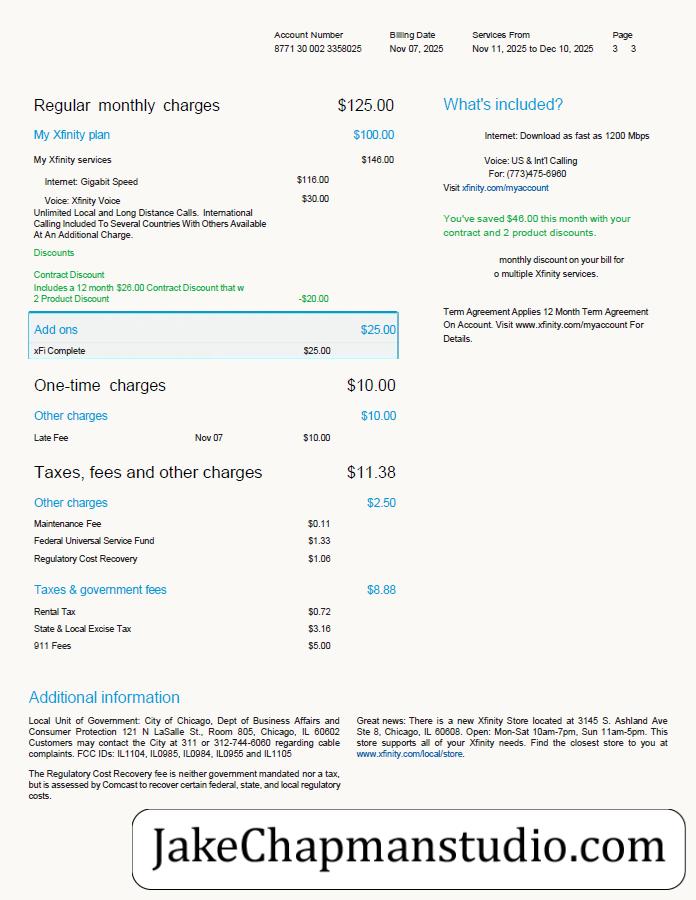 Account Number Billing Date Services From Page
8771 30 002 3358025 Nov 07, 2025 Nov 11, 2025 to Dec 10, 2025 3 3
Regular monthly charges $125.00
My Xfinity plan $100.00
My Xfinity services $146.00
Internet: Gigabit Speed $116.00
Voice: Xfinity Voice $30.00
Unlimited Local and Long Distance Calls. International
Calling Included To Several Countries With Others Available
At An Additional Charge.
Discounts
Contract Discount
Includes a 12 month $26.00 Contract Discount that w
2 Product Discount -$20.00
Add ons $25.00
xFi Complete $25.00
One-time charges $10.00
Other charges $10.00
Late Fee Nov 07 $10.00
Taxes, fees and other charges $11.38
Other charges $2.50
Maintenance Fee $0.11
Federal Universal Service Fund $1.33
Regulatory Cost Recovery $1.06
Taxes & government fees $8.88
Rental Tax $0.72
State & Local Excise Tax $3.16
911 Fees $5.00
What's included?
Internet: Download as fast as 1200 Mbps
Voice: US & Int'l Calling
For: (773)475-6960
Visit xfinity.com/myaccount
You've saved $46.00 this month with your
contract and 2 product discounts.
monthly discount on your bill for
o multiple Xfinity services.
Term Agreement Applies 12 Month Term Agreement
On Account. Visit www.xfinity.com/myaccount For
Details.
Additional information
Local Unit of Government: City of Chicago, Dept of Business Affairs and
Consumer Protection 121 N LaSalle St., Room 805, Chicago, IL 60602
Customers may contact the City at 311 or 312-744-6060 regarding cable
complaints. FCC IDs: IL1104, IL0985, IL0984, IL0955 and IL1105
The Regulatory Cost Recovery fee is neither government mandated nor a tax,
but is assessed by Comcast to recover certain federal, state, and local regulatory
costs.
Great news: There is a new Xfinity Store located at 3145 S. Ashland Ave
Ste 8, Chicago, IL 60608. Open: Mon-Sat 10am-7pm, Sun 11am-5pm. This
store supports all of your Xfinity needs. Find the closest store to you at
www.xfinity.com/local/store.
JakeChapmanstudio.com